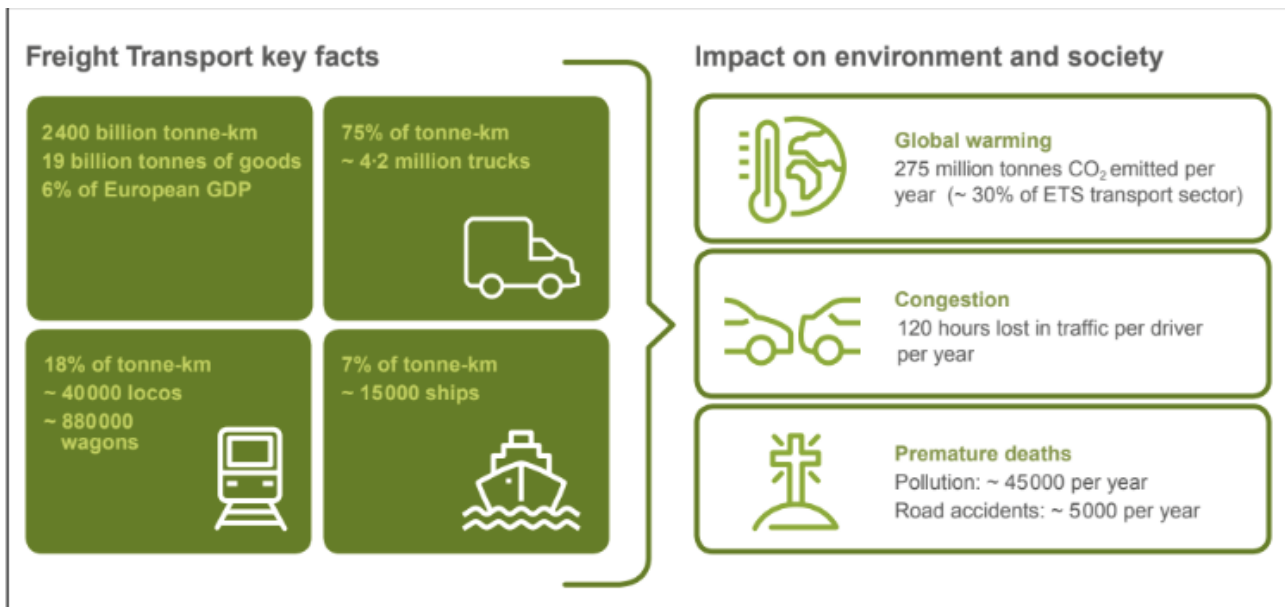 Freight Transport key facts
2400 billion tonne-km
19 billion tonnes of goods
6% of European GDP
75% of tonne-km
~ 4·2 million trucks
18% of tonne-km
~ 40000 locos
~ 880000
wagons
7% of tonne-km
~ 15000 ships
Impact on environment and society
Global warming
275 million tonnes CO₂ emitted per
year (~ 30% of ETS transport sector)
Congestion
120 hours lost in traffic per driver
per year
Premature deaths
Pollution: ~ 45000 per year
Road accidents: ~ 5000 per year